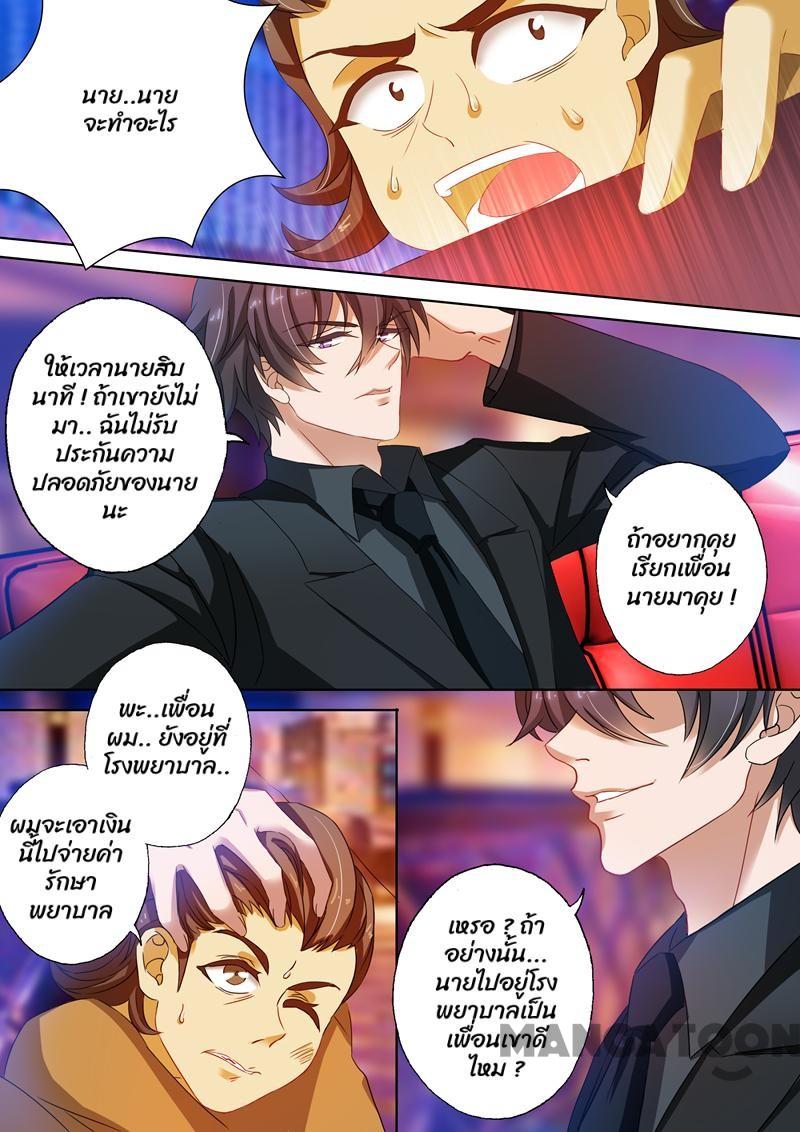 นาย..นาย
จะทำอะไร
ถ้าอยากคุย
เรียกเพื่อน
นายมาคุย !
ให้เวลานายสิบ
นาที ! ถ้าเขายังไม่
มา.. ฉันไม่รับ
ประกันความ
ปลอดภัยของนาย
นะ
พะ..เพื่อน
ผม.. ยังอยู่ที่
โรงพยาบาล..
ผมจะเอาเงิน
นี้ไปจ่ายค่า
รักษา
พยาบาล
เหรอ ? ถ้า
อย่างนั้น...
นายไปอยู่โรง
พยาบาลเป็น
เพื่อนเขาดี
ไหม ?
MANGATOON